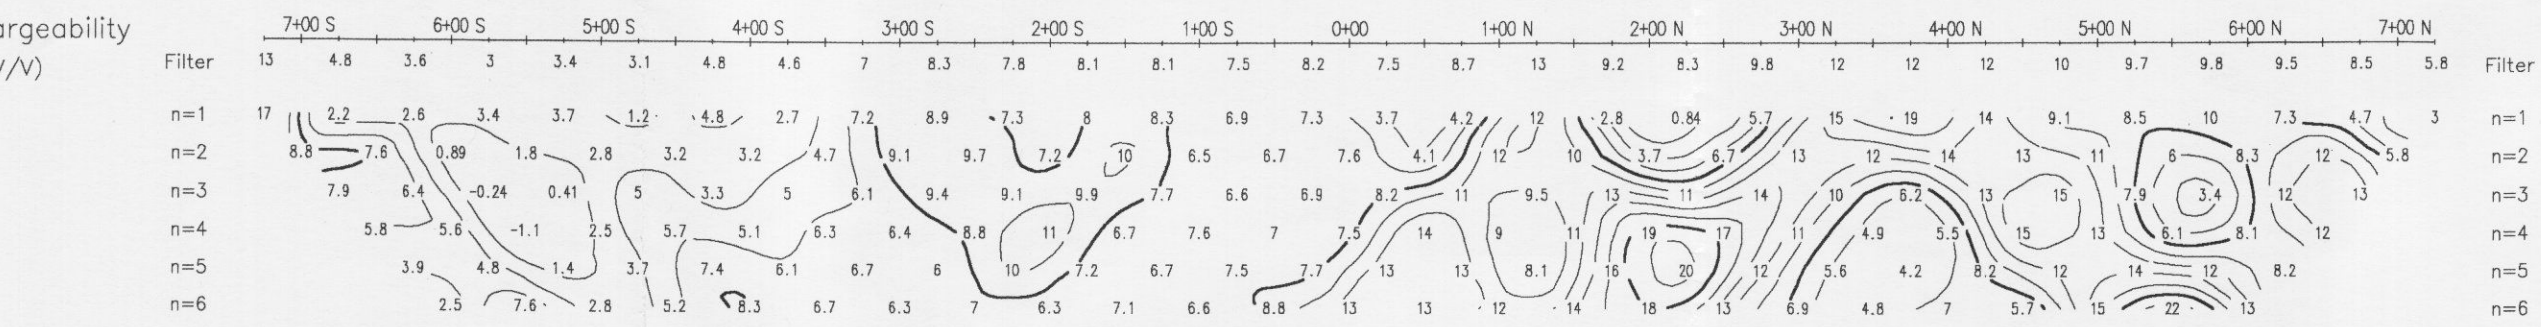 argeability 7+00 S 6+00 S 5+00 S 4+00 S 3+00 S 2+00 S 1+00 S 0+00 1+00 N 2+00 N 3+00 N 4+00 N 5+00 N 6+00 N 7+00 N
/V) Filter 13 4.8 3.6 3 3.4 3.1 4.8 4.6 7 8.3 7.8 8.1 8.1 7.5 8.2 7.5 8.7 13 9.2 8.3 9.8 12 12 12 10 9.7 9.8 9.5 8.5 5.8 Filter
n=1 17 2.2 2.6 3.4 3.7 1.2 4.8 2.7 7.2 8.9 7.3 8 8.3 6.9 7.3 3.7 4.2 12 2.8 0.84 5.7 15 19 14 9.1 8.5 10 7.3 4.7 3 n=1
n=2 8.8 7.6 0.89 1.8 2.8 3.2 3.2 4.7 9.1 9.7 7.2 10 6.5 6.7 7.6 4.1 12 10 3.7 6.7 13 12 14 13 11 6 8.3 12 5.8 n=2
n=3 7.9 6.4 -0.24 0.41 5 3.3 5 6.1 9.4 9.1 9.9 7.7 6.6 6.9 8.2 11 9.5 13 11 14 10 6.2 13 15 7.9 3.4 12 13 n=3
n=4 5.8 5.6 -1.1 2.5 5.7 5.1 6.3 6.4 8.8 11 6.7 7.6 7 7.5 14 9 11 19 17 11 4.9 5.5 15 13 6.1 8.1 12 n=4
n=5 3.9 4.8 1.4 3.7 7.4 6.1 6.7 6 10 7.2 6.7 7.5 7.7 13 13 8.1 16 20 12 5.6 4.2 8.2 12 14 12 8.2 n=5
n=6 2.5 7.6 2.8 5.2 8.3 6.7 6.3 7 6.3 7.1 6.6 8.8 13 13 12 14 18 13 6.9 4.8 7 5.7 15 22 13 n=6